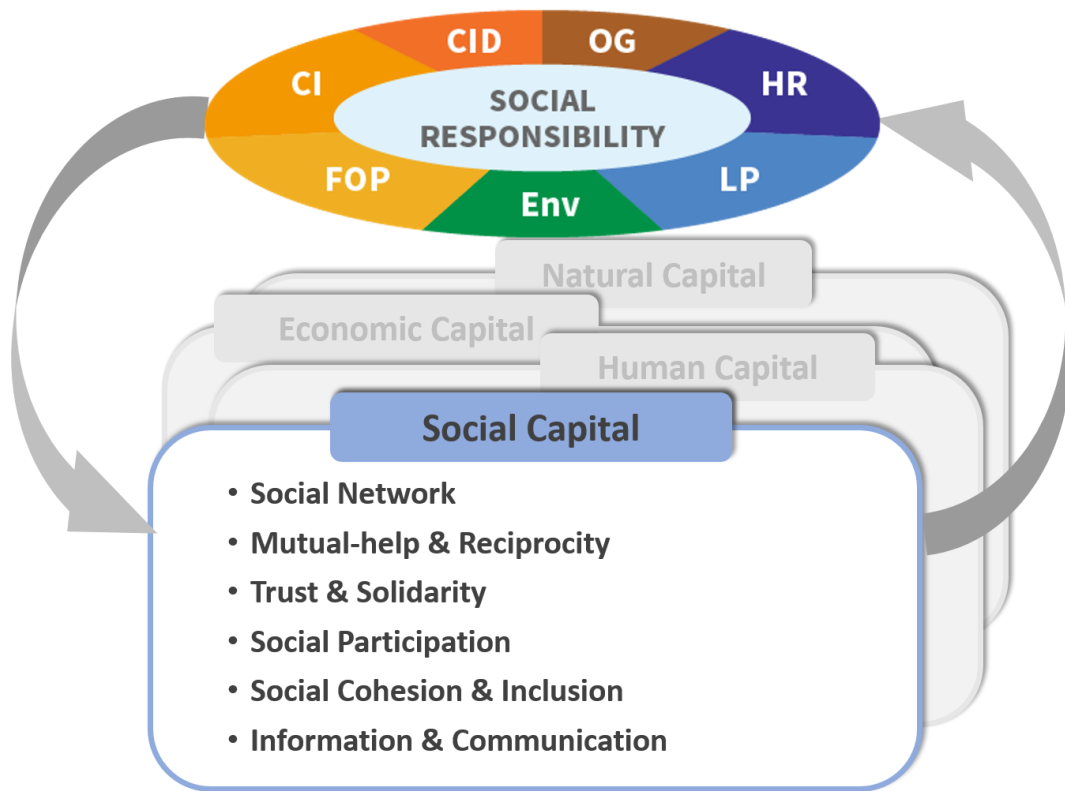 CID
OG
CI
HR
SOCIAL
RESPONSIBILITY
FOP
LP
Env
Natural Capital
Economic Capital
Human Capital
Social Capital
• Social Network
• Mutual-help & Reciprocity
• Trust & Solidarity
• Social Participation
• Social Cohesion & Inclusion
• Information & Communication